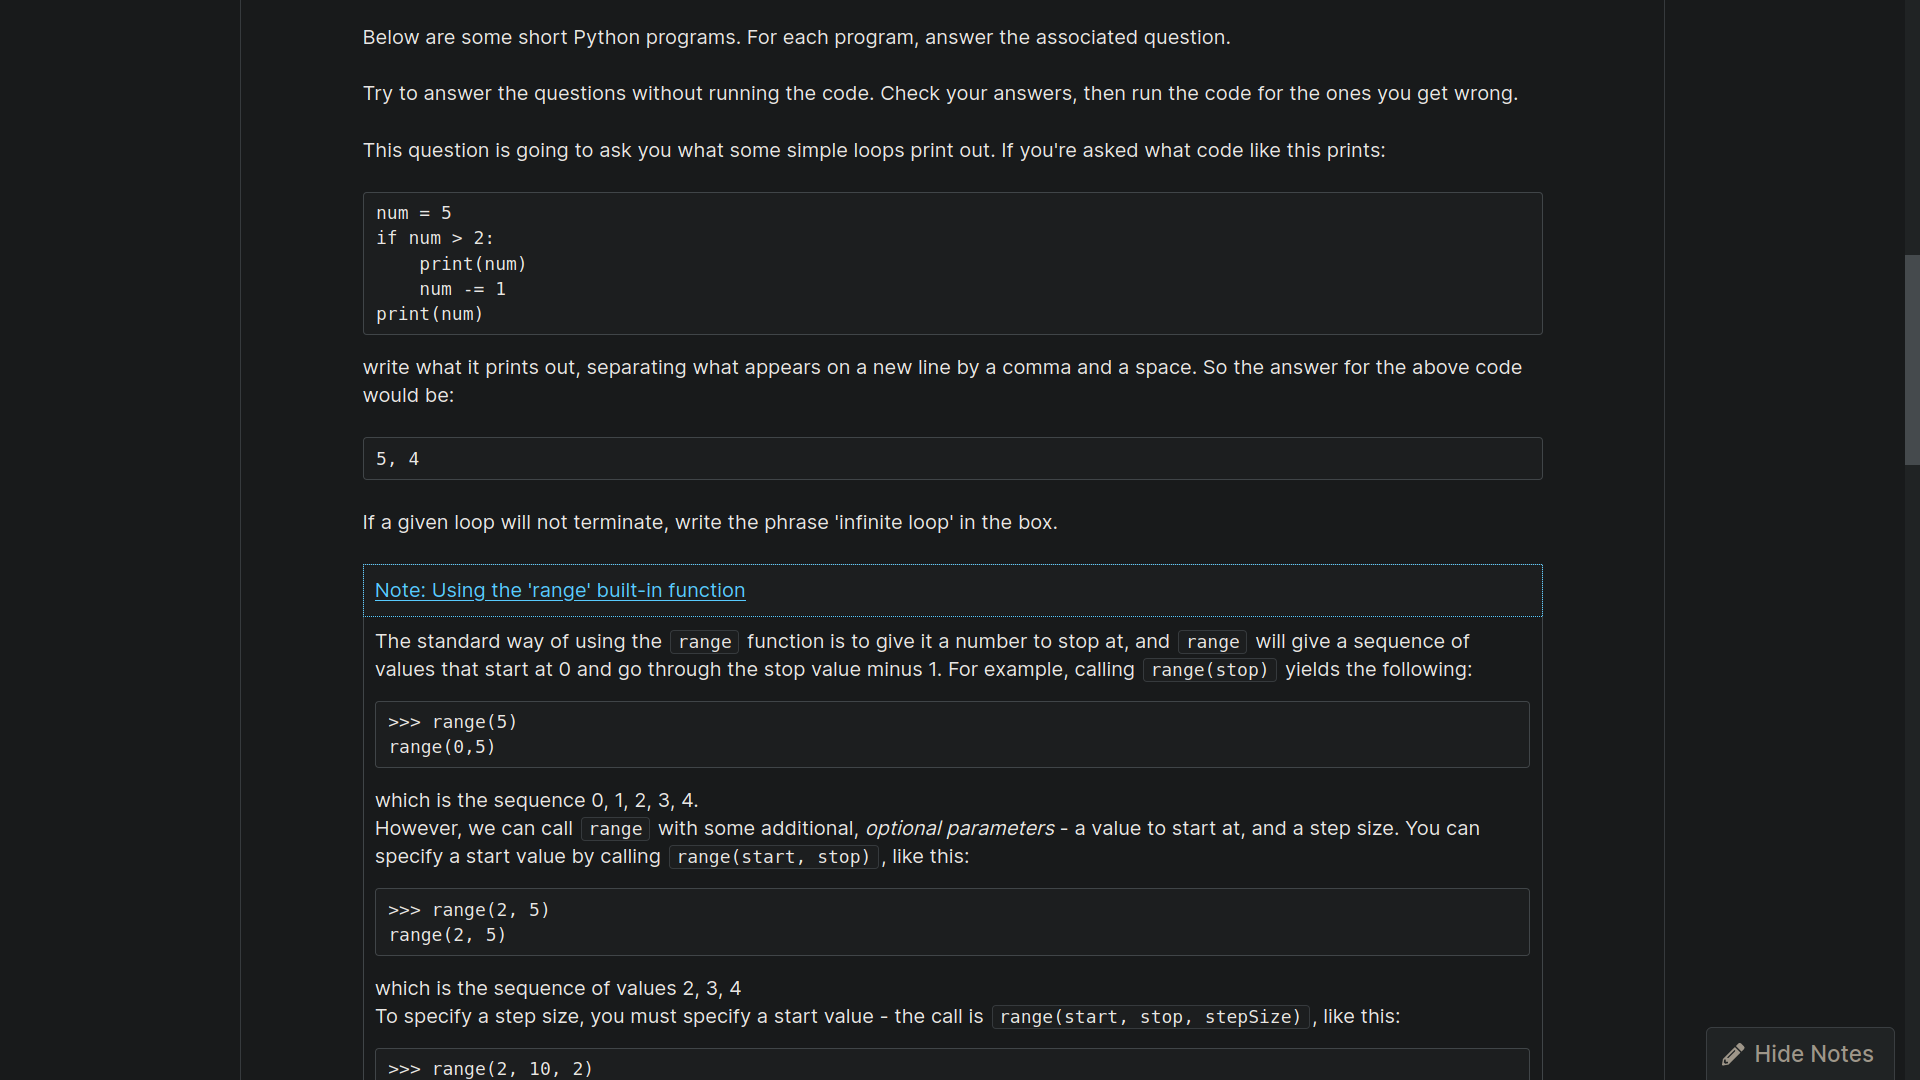 Below are some short Python programs. For each program, answer the associated question.
Try to answer the questions without running the code. Check your answers, then run the code for the ones you get wrong.
This question is going to ask you what some simple loops print out. If you're asked what code like this prints:
num = 5
if num > 2:
    print(num)
    num -= 1
print(num)
write what it prints out, separating what appears on a new line by a comma and a space. So the answer for the above code
would be:
5, 4
If a given loop will not terminate, write the phrase 'infinite loop' in the box.
Note: Using the 'range' built-in function
The standard way of using the range function is to give it a number to stop at, and range will give a sequence of
values that start at 0 and go through the stop value minus 1. For example, calling range(stop) yields the following:
>>> range(5)
range(0,5)
which is the sequence 0, 1, 2, 3, 4.
However, we can call range with some additional, optional parameters - a value to start at, and a step size. You can
specify a start value by calling range(start, stop), like this:
>>> range(2, 5)
range(2, 5)
which is the sequence of values 2, 3, 4
To specify a step size, you must specify a start value - the call is range(start, stop, stepSize), like this:
>>> range(2, 10, 2)
Hide Notes